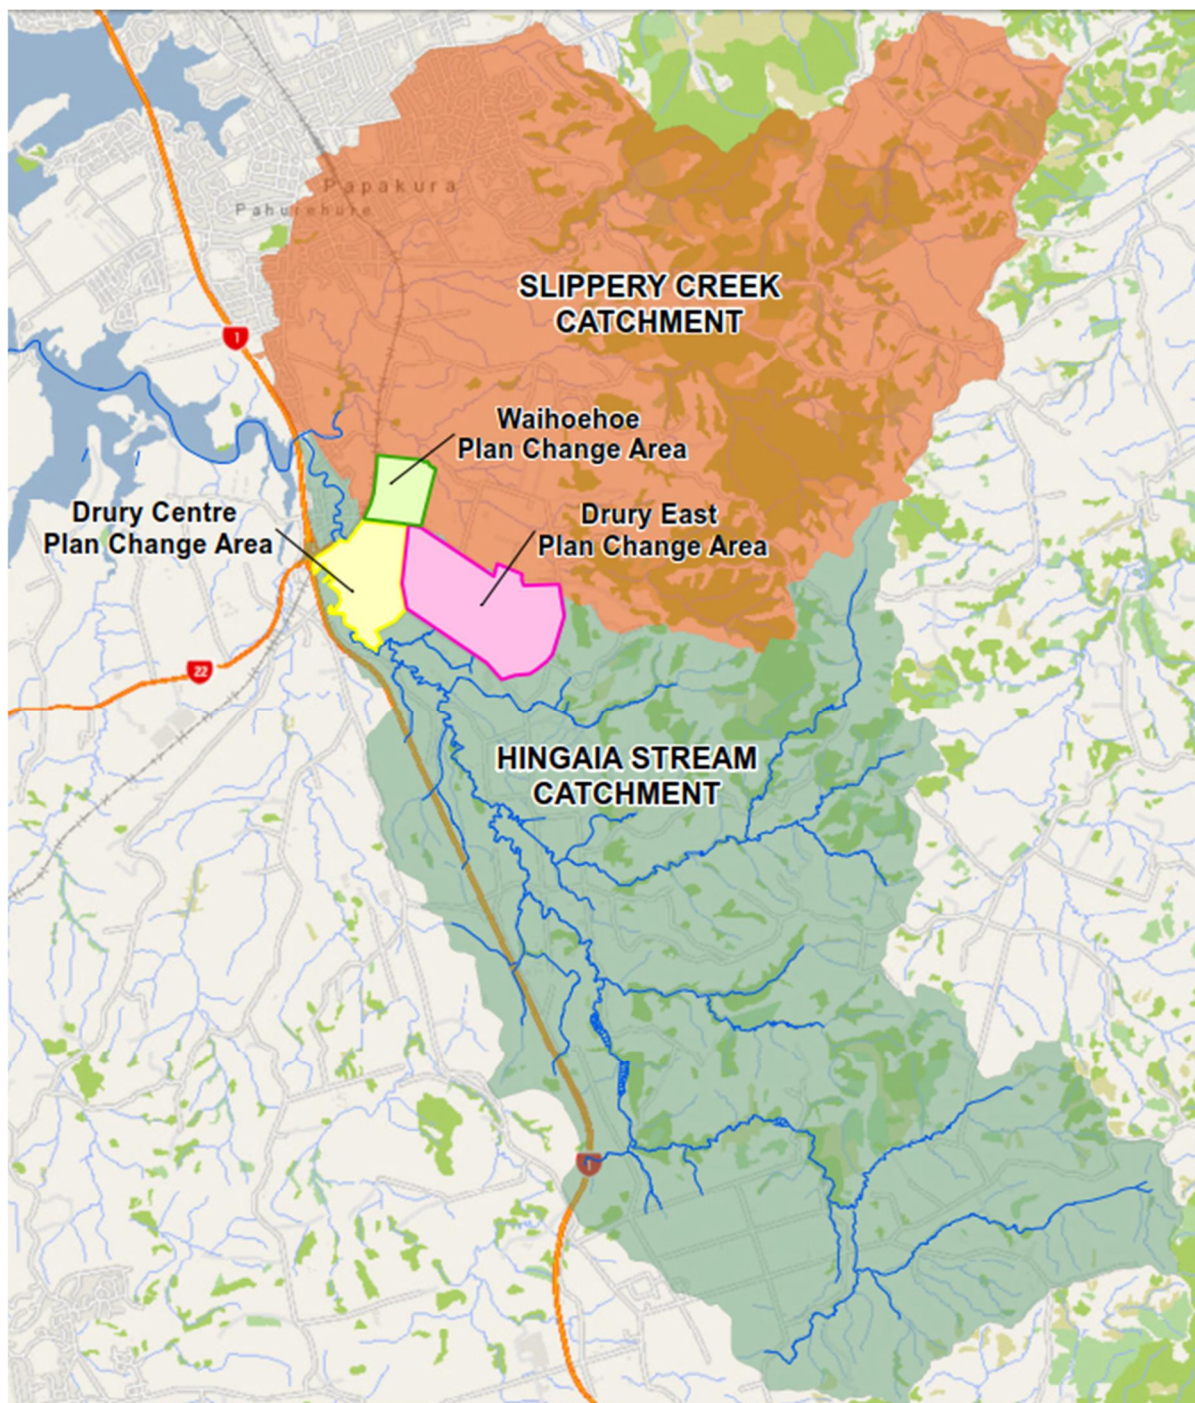 Papakura
Pahurehure
SLIPPERY CREEK
CATCHMENT
1
Waihoehoe
Plan Change Area
Drury Centre
Plan Change Area
Drury East
Plan Change Area
22
HINGAIA STREAM
CATCHMENT
1